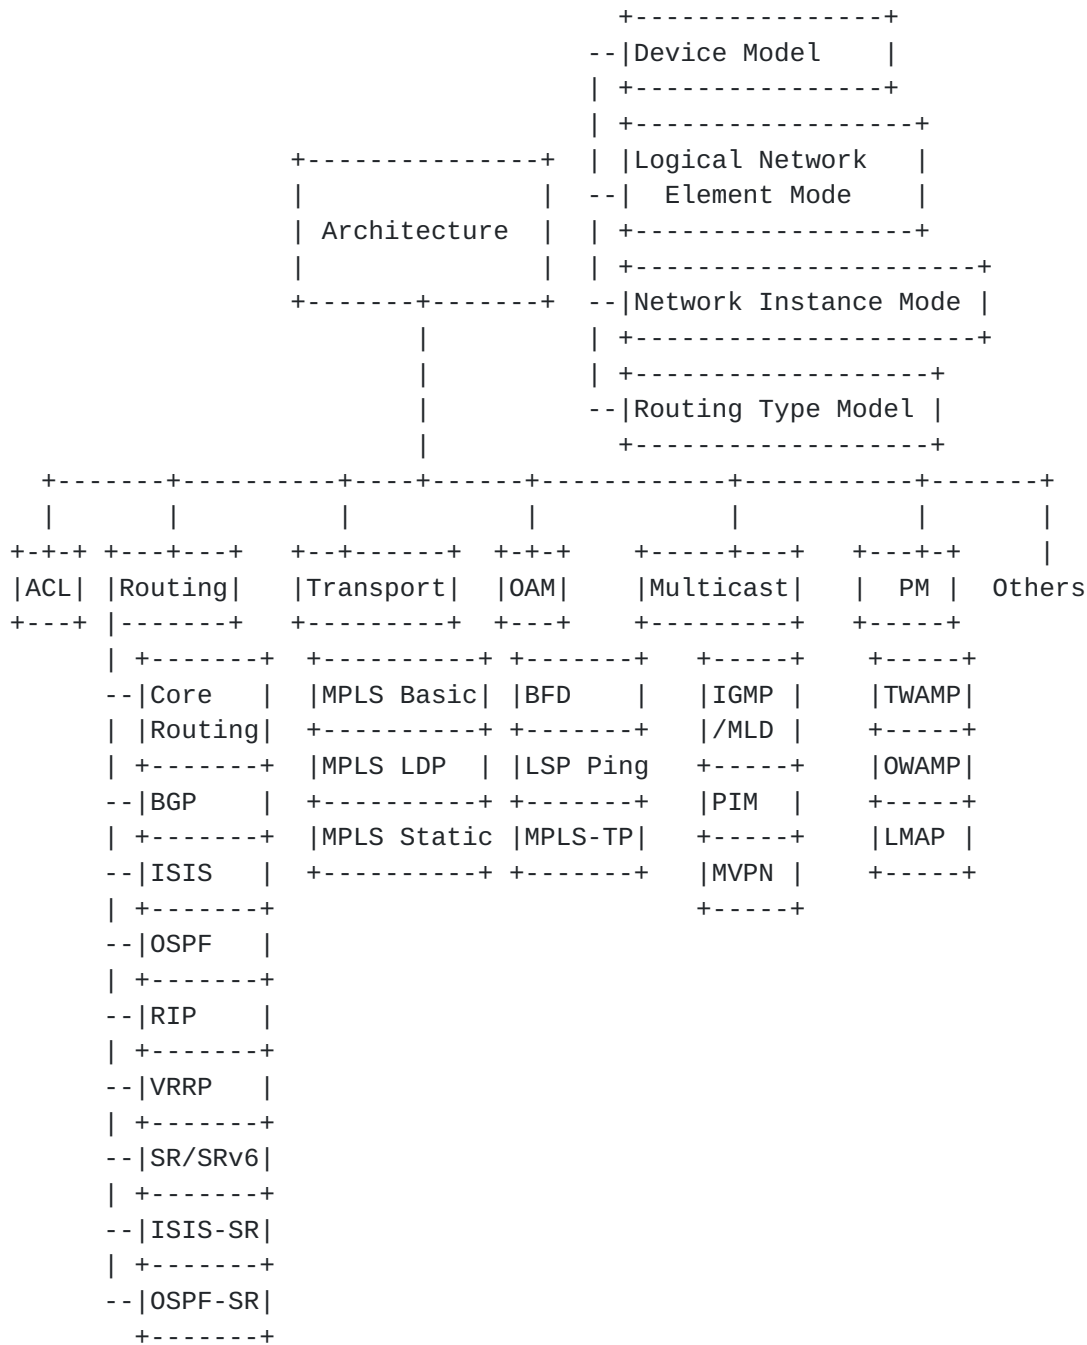 +----------------+
                                     --|Device Model    |
                                     | +----------------+
                                     | +------------------+
                  +---------------+  | |Logical Network   |
                  |               |  --|  Element Mode    |
                  | Architecture  |  | +------------------+
                  |               |  | +----------------------+
                  +-------+-------+  --|Network Instance Mode |
                          |          | +----------------------+
                          |          | +-------------------+
                          |          --|Routing Type Model |
                          |            +-------------------+
  +-------+----------+----+------+------------+-----------+-------+
  |       |          |           |            |           |       |
+-+-+ +---+---+   +--+------+  +-+-+    +-----+---+   +---+-+     |
|ACL| |Routing|   |Transport|  |OAM|    |Multicast|   |  PM |  Others
+---+ |-------+   +---------+  +---+    +---------+   +-----+
      | +-------+  +----------+ +-------+   +-----+    +-----+
      --|Core   |  |MPLS Basic| |BFD    |   |IGMP |    |TWAMP|
      | |Routing|  +----------+ +-------+   |/MLD |    +-----+
      | +-------+  |MPLS LDP  | |LSP Ping   +-----+    |OWAMP|
      --|BGP    |  +----------+ +-------+   |PIM  |    +-----+
      | +-------+  |MPLS Static |MPLS-TP|   +-----+    |LMAP |
      --|ISIS   |  +----------+ +-------+   |MVPN |    +-----+
      | +-------+                           +-----+
      --|OSPF   |
      | +-------+
      --|RIP    |
      | +-------+
      --|VRRP   |
      | +-------+
      --|SR/SRv6|
      | +-------+
      --|ISIS-SR|
      | +-------+
      --|OSPF-SR|
        +-------+